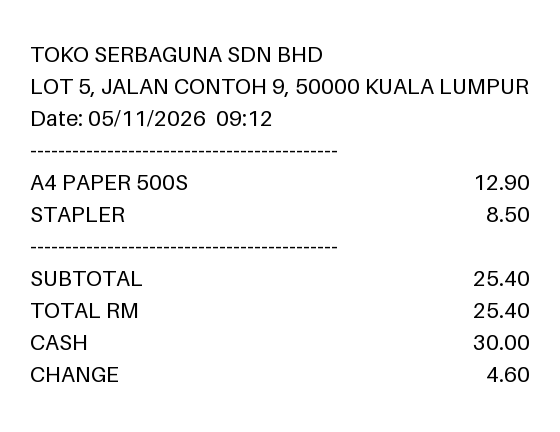 TOKO SERBAGUNA SDN BHD
LOT 5, JALAN CONTOH 9, 50000 KUALA LUMPUR
Date: 05/11/2026  09:12
--------------------------------------------
A4 PAPER 500S 12.90
STAPLER 8.50
--------------------------------------------
SUBTOTAL 25.40
TOTAL RM 25.40
CASH 30.00
CHANGE 4.60